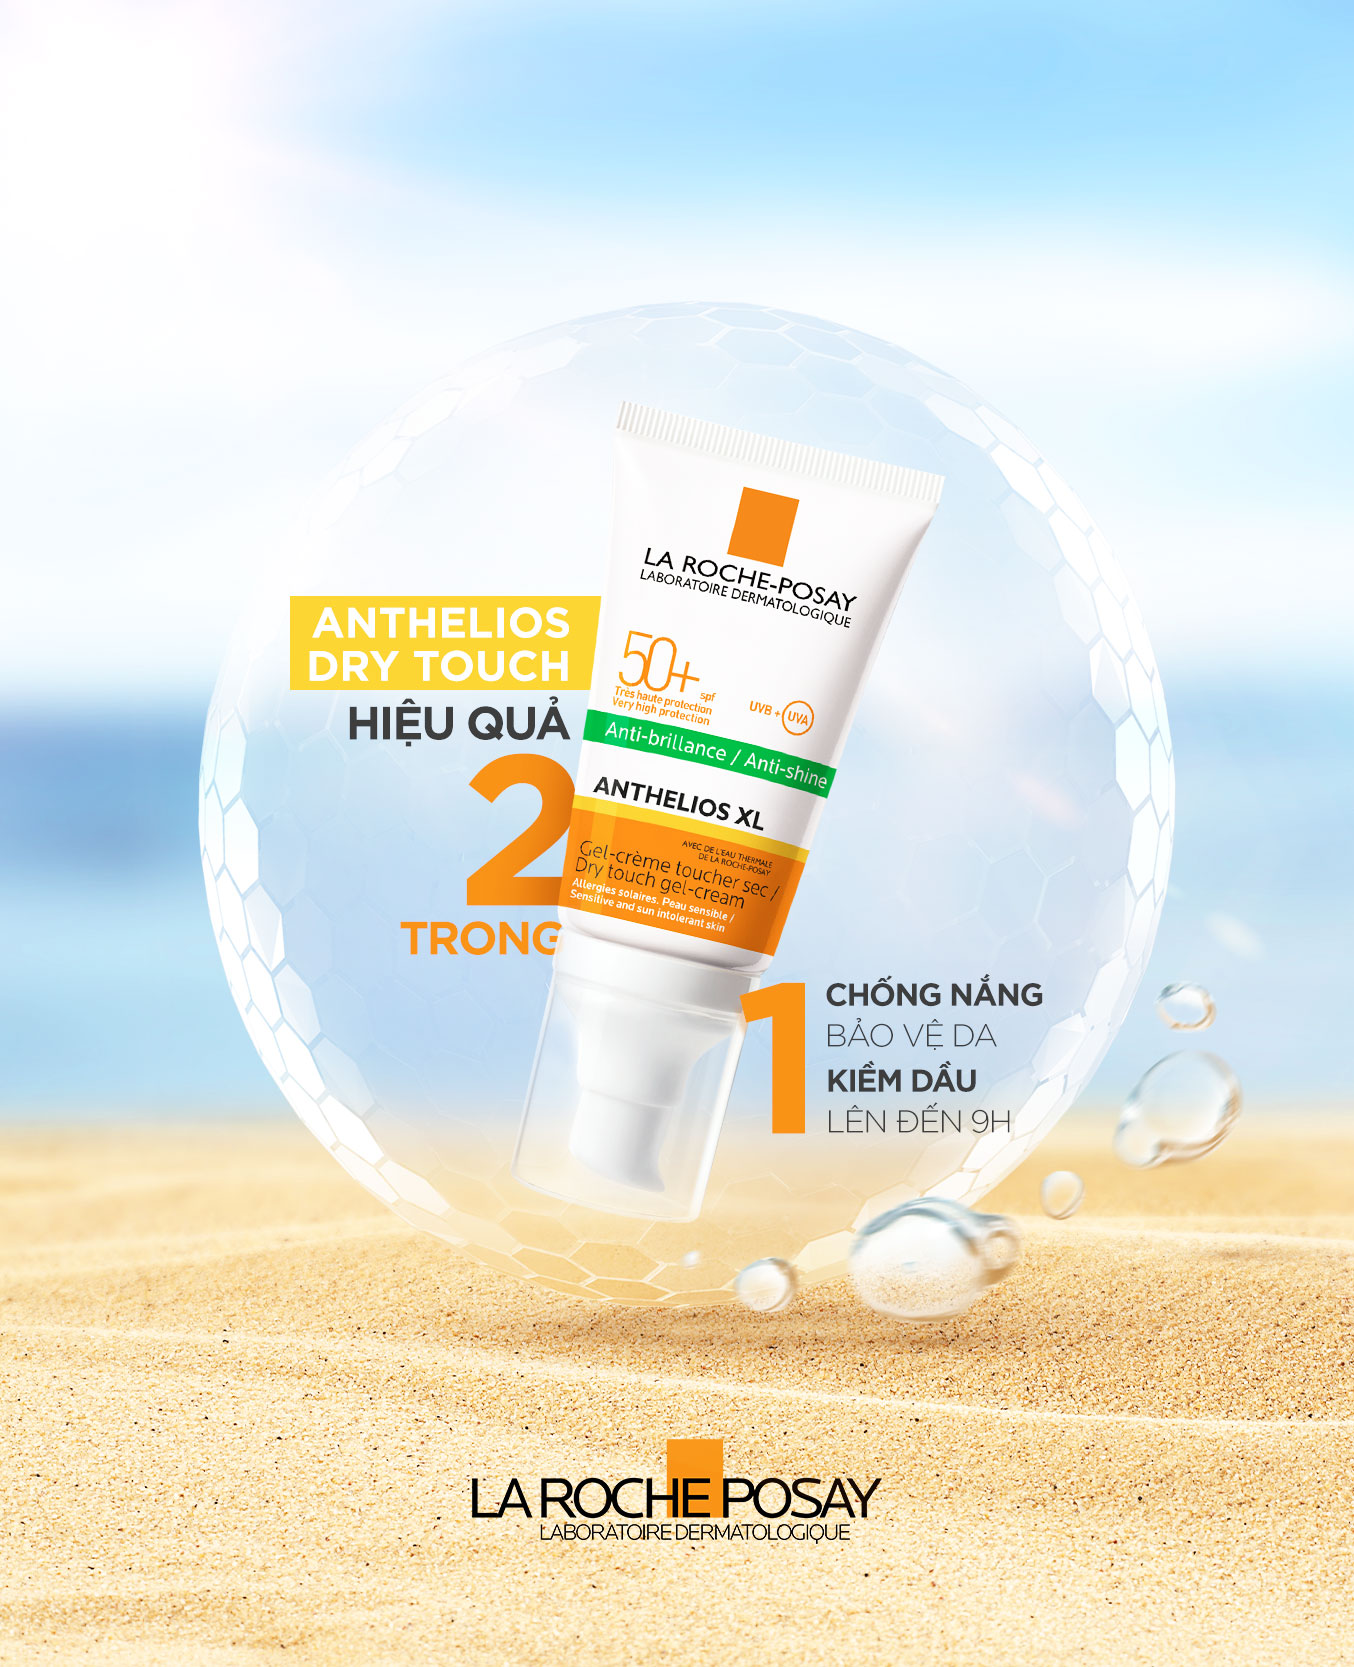 LA ROCHE-POSAY
LABORATOIRE DERMATOLOGIQUE
50+ spf
Très haute protection
Very high protection
UVB + UVA
Anti-brillance / Anti-shine
ANTHELIOS XL
AVEC DE L'EAU THERMALE
DE LA ROCHE-POSAY
Gel-crème toucher sec /
Dry touch gel-cream
Allergies solaires. Peau sensible /
Sensitive and sun intolerant skin
ANTHELIOS
DRY TOUCH
HIỆU QUẢ
2
TRONG
1
CHỐNG NẮNG
BẢO VỆ DA
KIỀM DẦU
LÊN ĐẾN 9H
LA ROCHE POSAY
LABORATOIRE DERMATOLOGIQUE